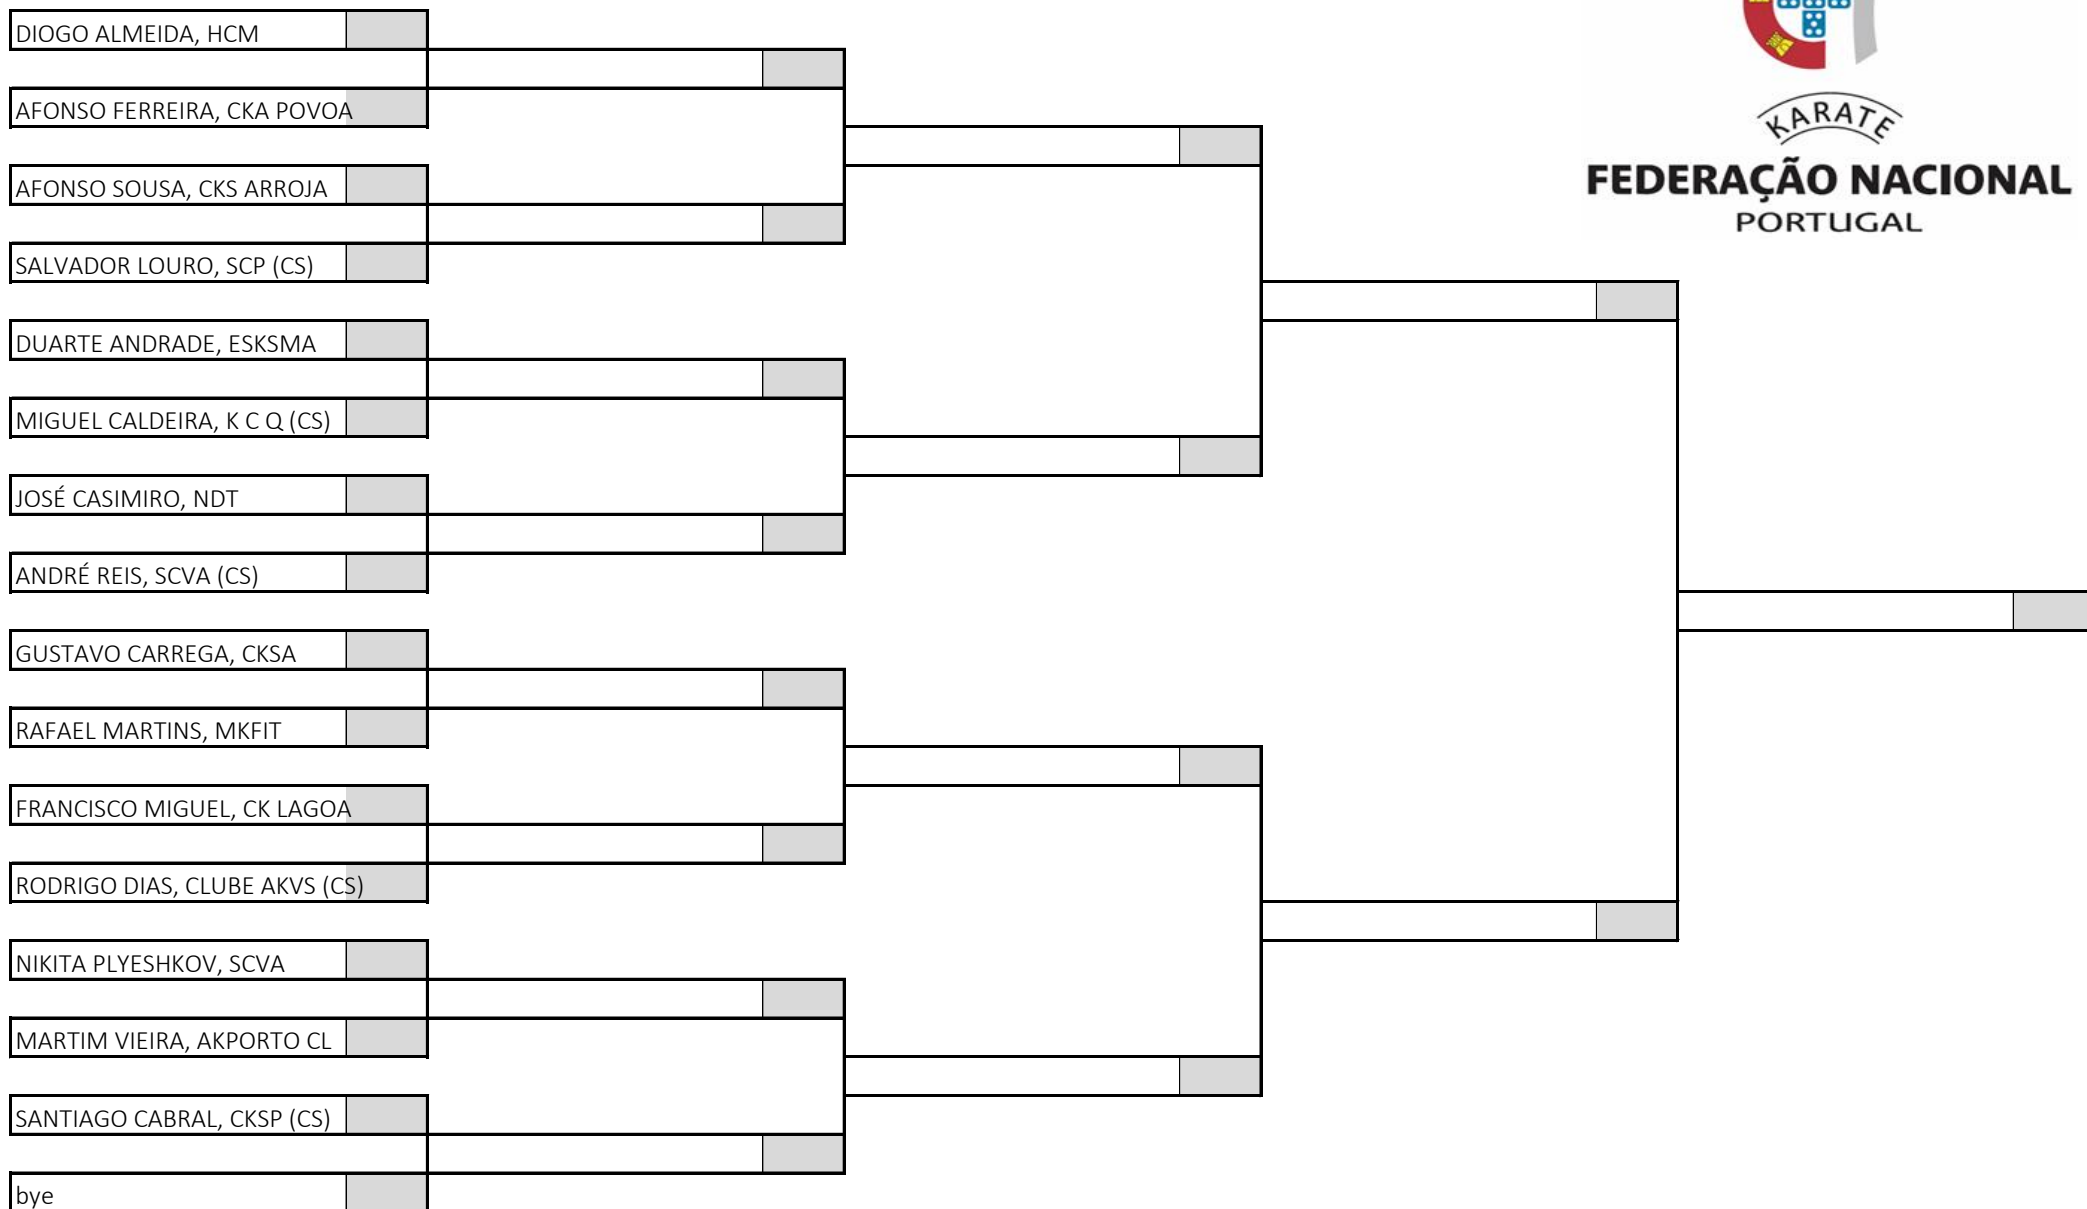 DIOGO ALMEIDA, HCM
AFONSO FERREIRA, CKA POVOA
AFONSO SOUSA, CKS ARROJA
SALVADOR LOURO, SCP (CS)
DUARTE ANDRADE, ESKSMA
MIGUEL CALDEIRA, K C Q (CS)
JOSÉ CASIMIRO, NDT
ANDRÉ REIS, SCVA (CS)
GUSTAVO CARREGA, CKSA
RAFAEL MARTINS, MKFIT
FRANCISCO MIGUEL, CK LAGOA
RODRIGO DIAS, CLUBE AKVS (CS)
NIKITA PLYESHKOV, SCVA
MARTIM VIEIRA, AKPORTO CL
SANTIAGO CABRAL, CKSP (CS)
bye
KARATE
FEDERAÇÃO NACIONAL
PORTUGAL